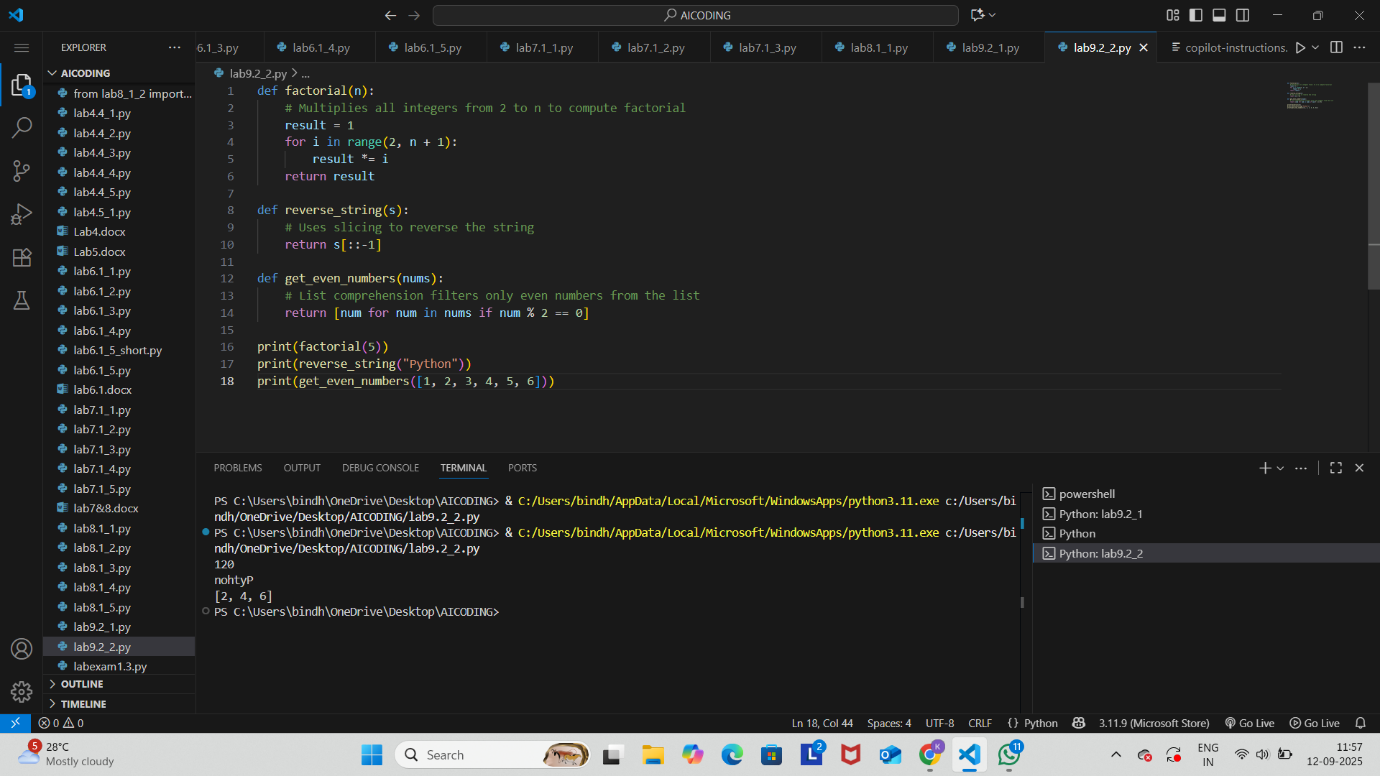 AICODING
EXPLORER
6.1_3.py
lab6.1_4.py
lab6.1_5.py
lab7.1_1.py
lab7.1_2.py
lab7.1_3.py
lab8.1_1.py
lab9.2_1.py
lab9.2_2.py
copilot-instructions.
AICODING
from lab8_1_2 import...
lab4.4_1.py
lab4.4_2.py
lab4.4_3.py
lab4.4_4.py
lab4.4_5.py
lab4.5_1.py
Lab4.docx
Lab5.docx
lab6.1_1.py
lab6.1_2.py
lab6.1_3.py
lab6.1_4.py
lab6.1_5_short.py
lab6.1_5.py
lab6.1.docx
lab7.1_1.py
lab7.1_2.py
lab7.1_3.py
lab7.1_4.py
lab7.1_5.py
lab7&8.docx
lab8.1_1.py
lab8.1_2.py
lab8.1_3.py
lab8.1_4.py
lab8.1_5.py
lab9.2_1.py
lab9.2_2.py
labexam1.3.py
OUTLINE
TIMELINE
1
lab9.2_2.py > ...
1 def factorial(n):
2 # Multiplies all integers from 2 to n to compute factorial
3 result = 1
4 for i in range(2, n + 1):
5 result *= i
6 return result
7
8 def reverse_string(s):
9 # Uses slicing to reverse the string
10 return s[::-1]
11
12 def get_even_numbers(nums):
13 # List comprehension filters only even numbers from the list
14 return [num for num in nums if num % 2 == 0]
15
16 print(factorial(5))
17 print(reverse_string("Python"))
18 print(get_even_numbers([1, 2, 3, 4, 5, 6]))
PROBLEMS OUTPUT DEBUG CONSOLE TERMINAL PORTS
PS C:\Users\bindh\OneDrive\Desktop\AICODING> & C:/Users/bindh/AppData/Local/Microsoft/WindowsApps/python3.11.exe c:/Users/bi
ndh/OneDrive/Desktop/AICODING/lab9.2_2.py
PS C:\Users\bindh\OneDrive\Desktop\AICODING> & C:/Users/bindh/AppData/Local/Microsoft/WindowsApps/python3.11.exe c:/Users/bi
ndh/OneDrive/Desktop/AICODING/lab9.2_2.py
120
nohtyP
[2, 4, 6]
PS C:\Users\bindh\OneDrive\Desktop\AICODING>
powershell
Python: lab9.2_1
Python
Python: lab9.2_2
0 0
Ln 18, Col 44 Spaces: 4 UTF-8 CRLF {} Python 3.11.9 (Microsoft Store) Go Live Go Live
5
28°C
Mostly cloudy
Search
L
2
K
11
ENG
IN
11:57
12-09-2025